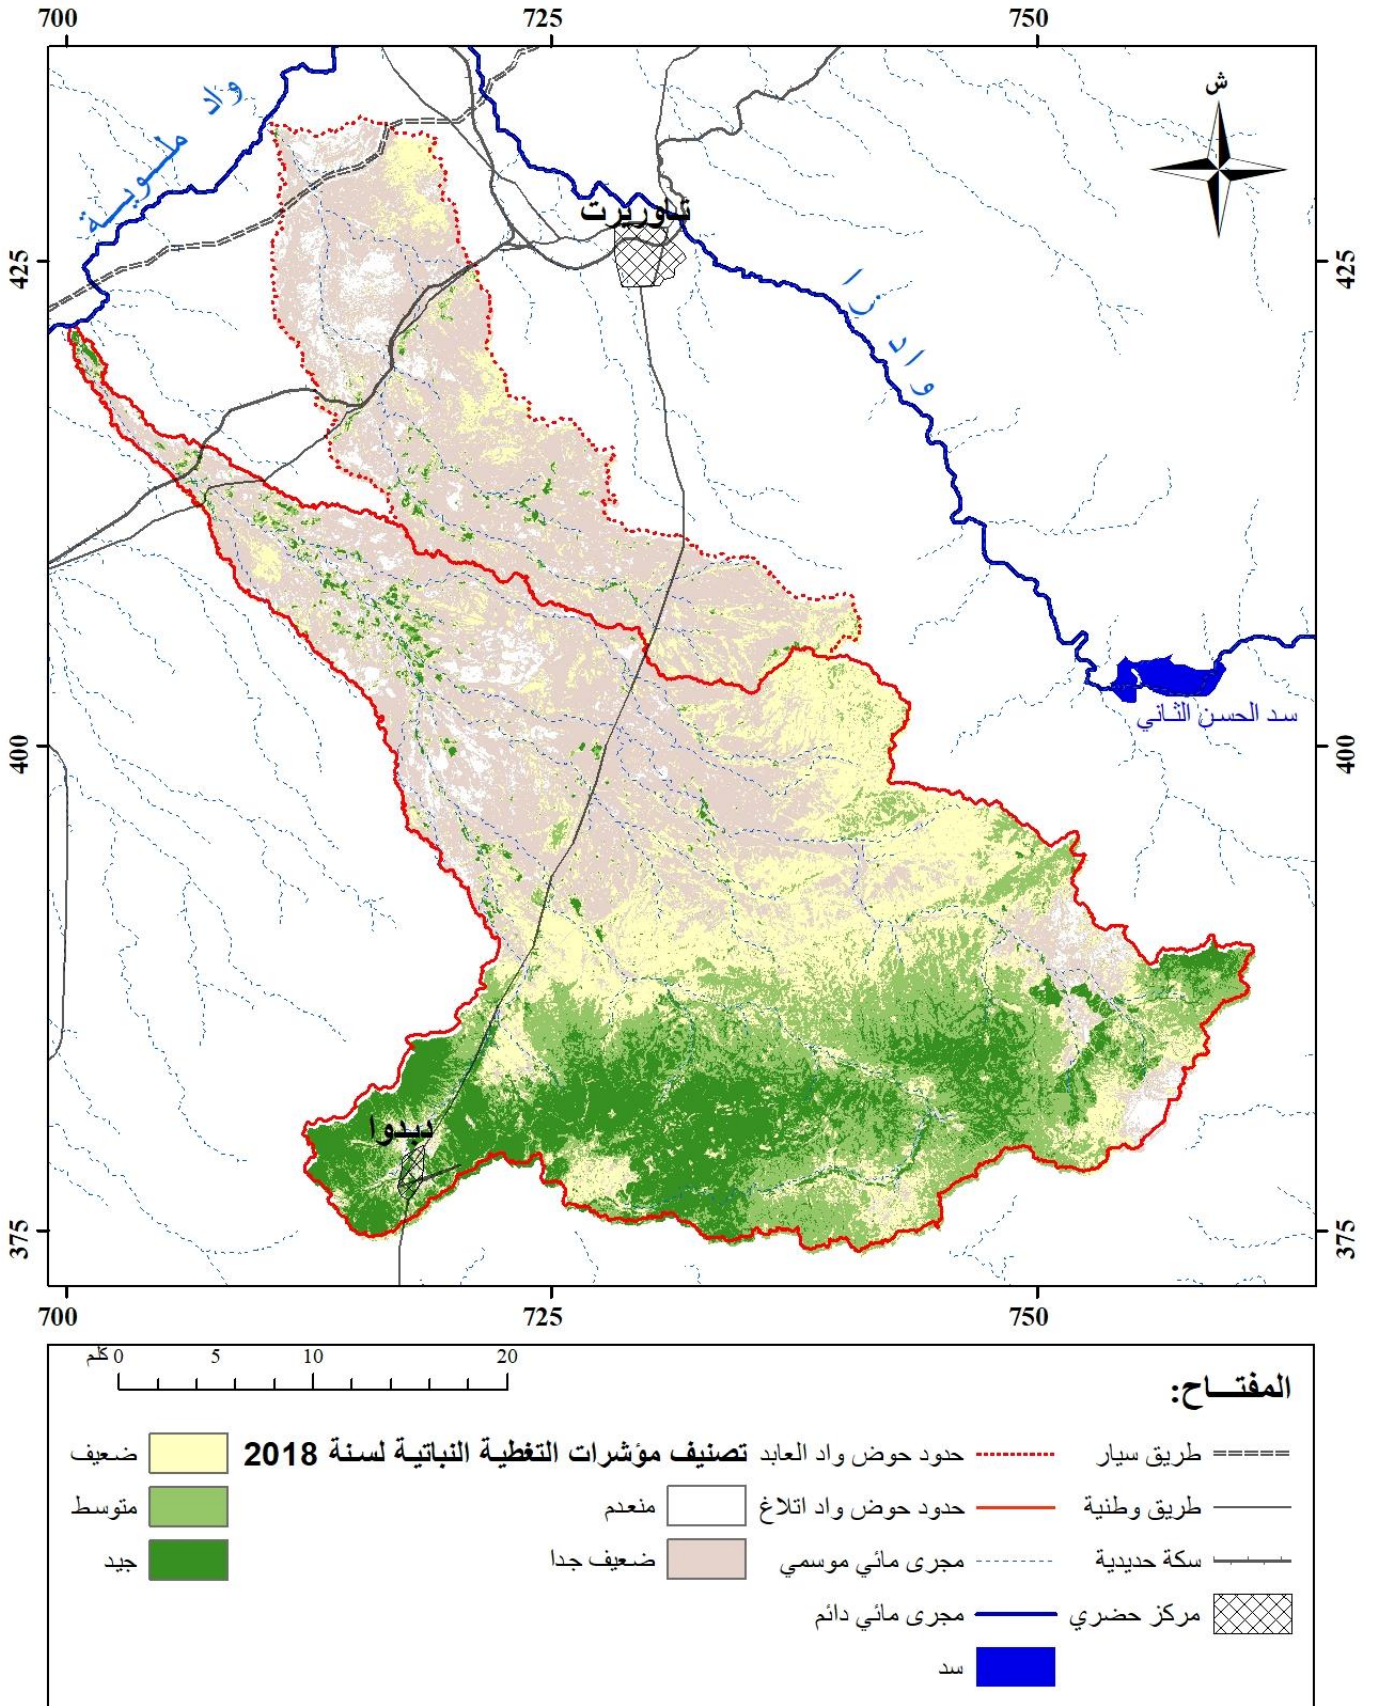 700 725 750
ش
واد ملوية
تاوريرت
425 425
واد زا
سد الحسن الثاني
400 400
دبدوا
375 375
700 725 750
كلم 0 5 10 20
المفتاح:
طريق سيار
طريق وطنية
سكة حديدية
مركز حضري
حدود حوض واد العابد
حدود حوض واد اتلاغ
مجرى مائي موسمي
مجرى مائي دائم
سد
تصنيف مؤشرات التغطية النباتية لسنة 2018
منعدم
ضعيف جدا
ضعيف
متوسط
جيد